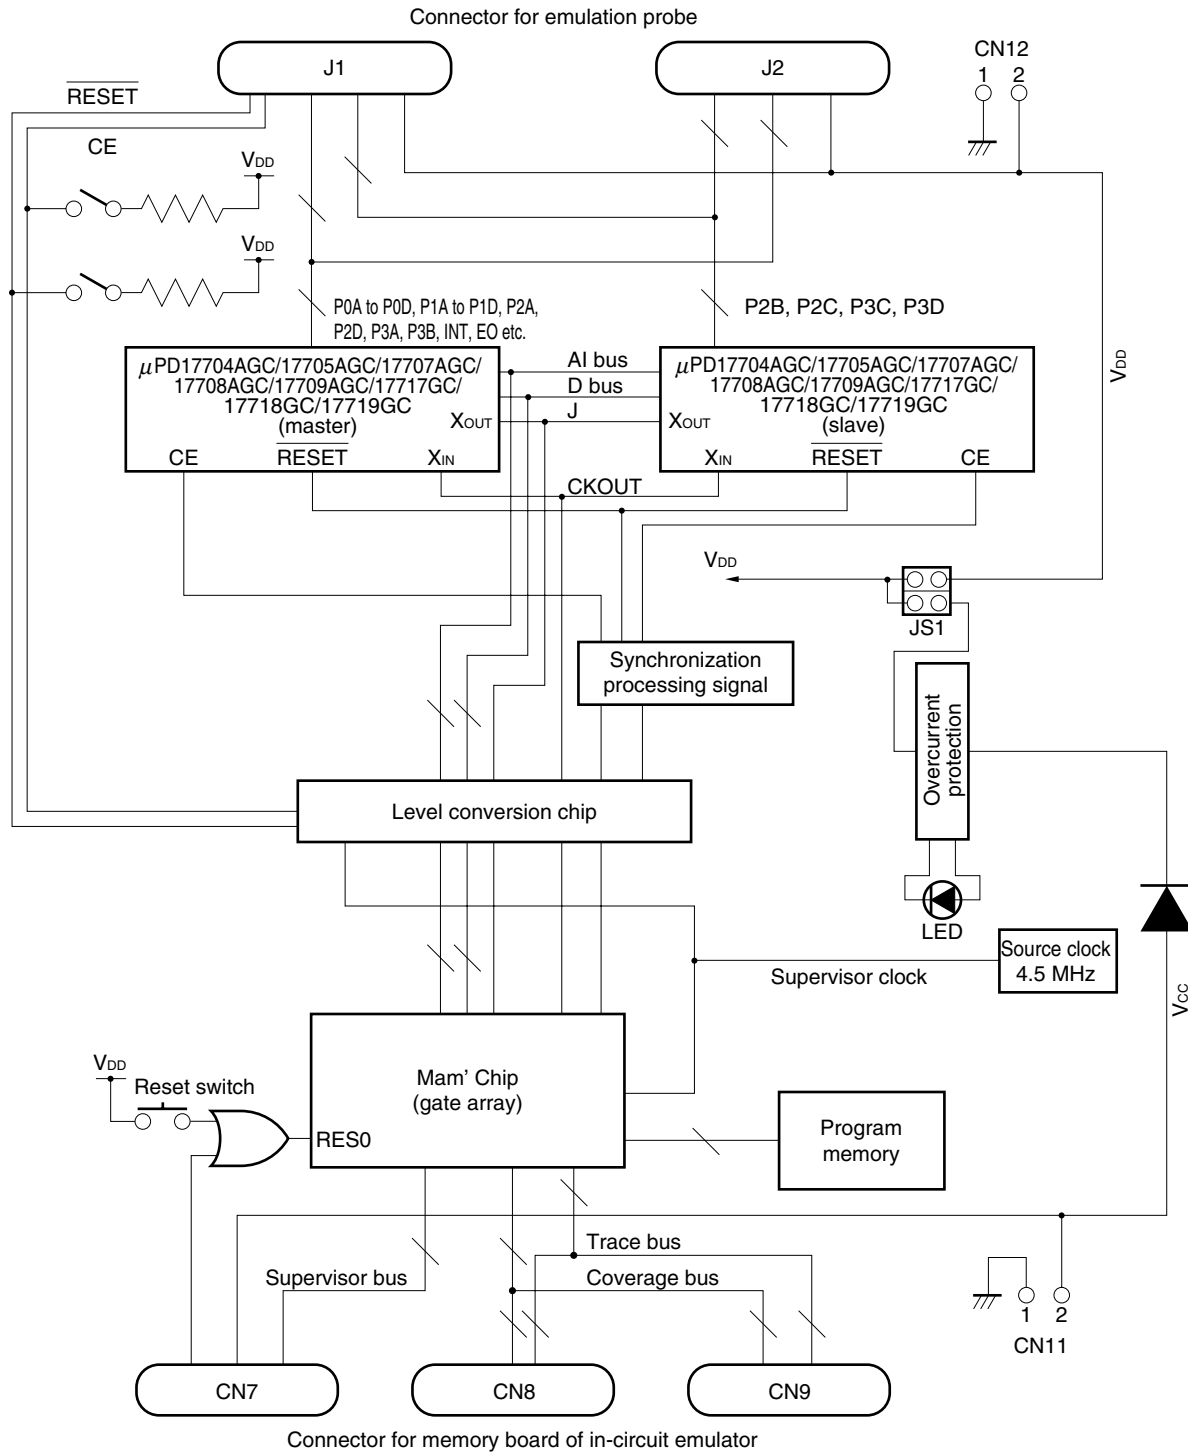 Connector for emulation probe
J1
J2
CN12
1 2
RESET
CE
VDD
VDD
P0A to P0D, P1A to P1D, P2A,
P2D, P3A, P3B, INT, EO etc.
P2B, P2C, P3C, P3D
μPD17704AGC/17705AGC/17707AGC/
17708AGC/17709AGC/17717GC/
17718GC/17719GC
(master)
XOUT
CE
RESET
XIN
AI bus
D bus
J
μPD17704AGC/17705AGC/17707AGC/
17708AGC/17709AGC/17717GC/
17718GC/17719GC
(slave)
XOUT
XIN
RESET
CE
VDD
CKOUT
VDD
JS1
Synchronization
processing signal
Overcurrent
protection
Level conversion chip
LED
Source clock
4.5 MHz
Supervisor clock
VCC
Mam' Chip
(gate array)
VDD
Reset switch
RES0
Program
memory
Trace bus
Supervisor bus
Coverage bus
1 2
CN11
CN7
CN8
CN9
Connector for memory board of in-circuit emulator